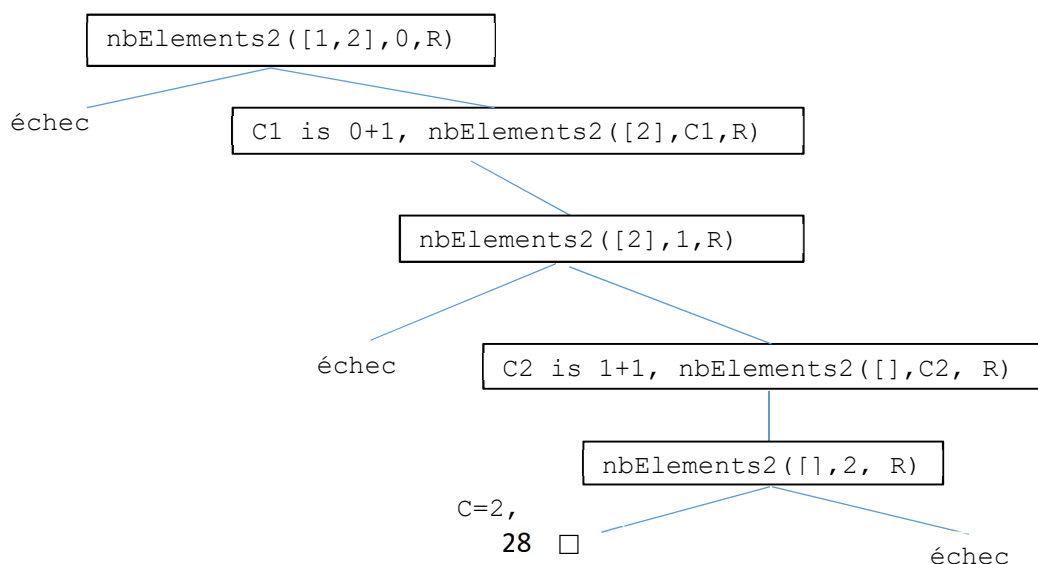 nbElements2([1,2],0,R)
échec
C1 is 0+1, nbElements2([2],C1,R)
nbElements2([2],1,R)
échec
C2 is 1+1, nbElements2([],C2, R)
nbElements2([],2, R)
C=2,
28 □
échec